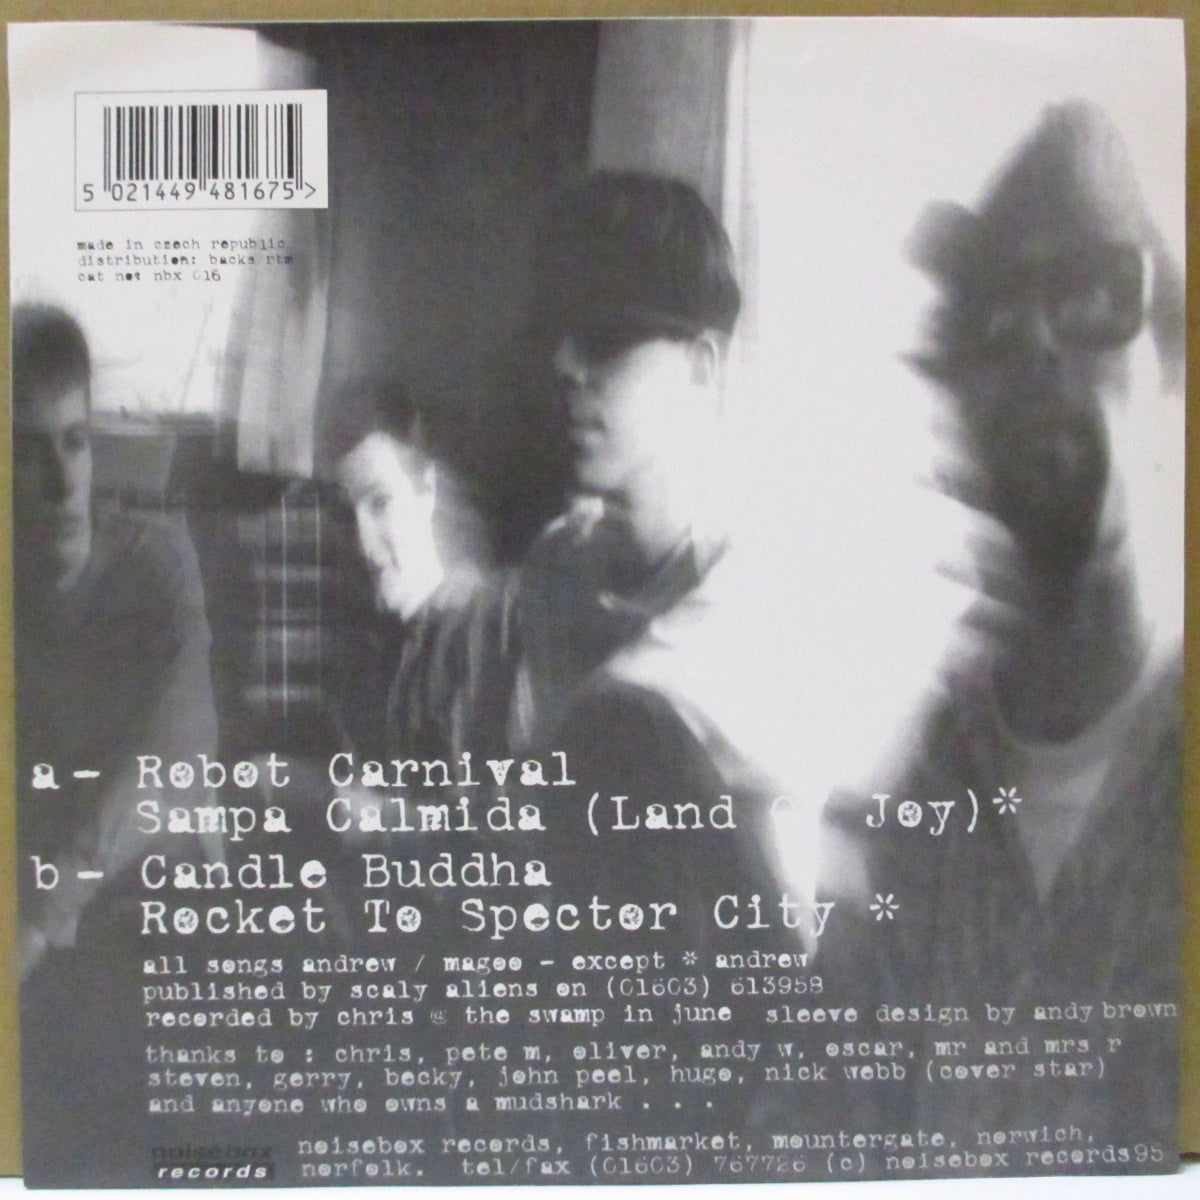 5 021449 481675 >
made in czech republic
distribution: backs/rtm
cat no: nbx 016
a - Robot Carnival
Sampa Calmida (Land Of Joy)*
b - Candle Buddha
Rocket To Spector City *
all songs andrew / magoo - except * andrew
published by scaly aliens on (01603) 613958
recorded by chris @ the swamp in june sleeve design by andy brown
thanks to : chris, pete m, oliver, andy w, oscar, mr and mrs r
steven, gerry, becky, john peel, hugo, nick webb (cover star)
and anyone who owns a mudshark . . .
noisebox
records
noisebox records, fishmarket, mountergate, norwich,
norfolk. tel/fax (01603) 767726 (c) noisebox records95